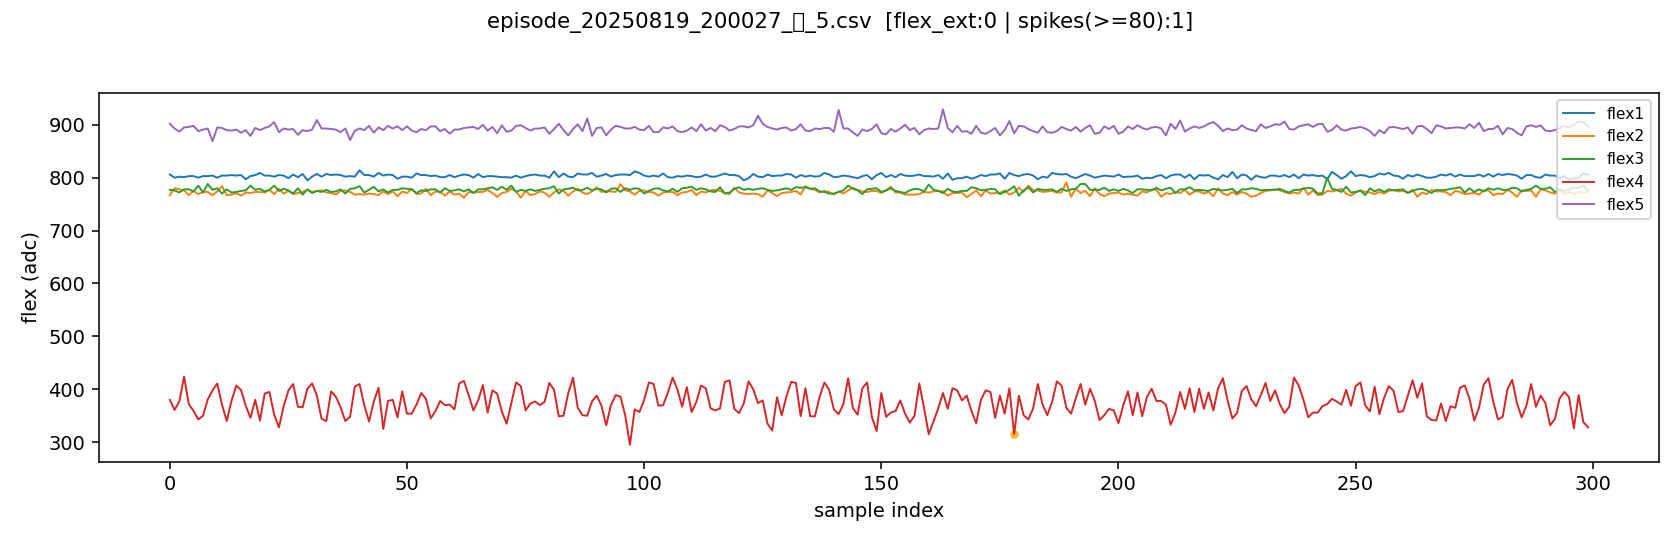 episode_20250819_200027_▯_5.csv [flex_ext:0 | spikes(>=80):1]
flex (adc)
900
800
700
600
500
400
300
flex1
flex2
flex3
flex4
flex5
0
50
100
150
200
250
300
sample index